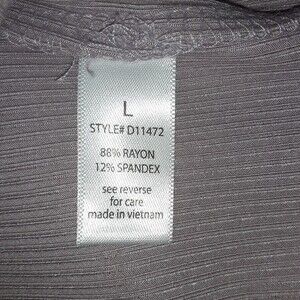 L
STYLE# D11472
88% RAYON
12% SPANDEX
see reverse
for care
made in vietnam